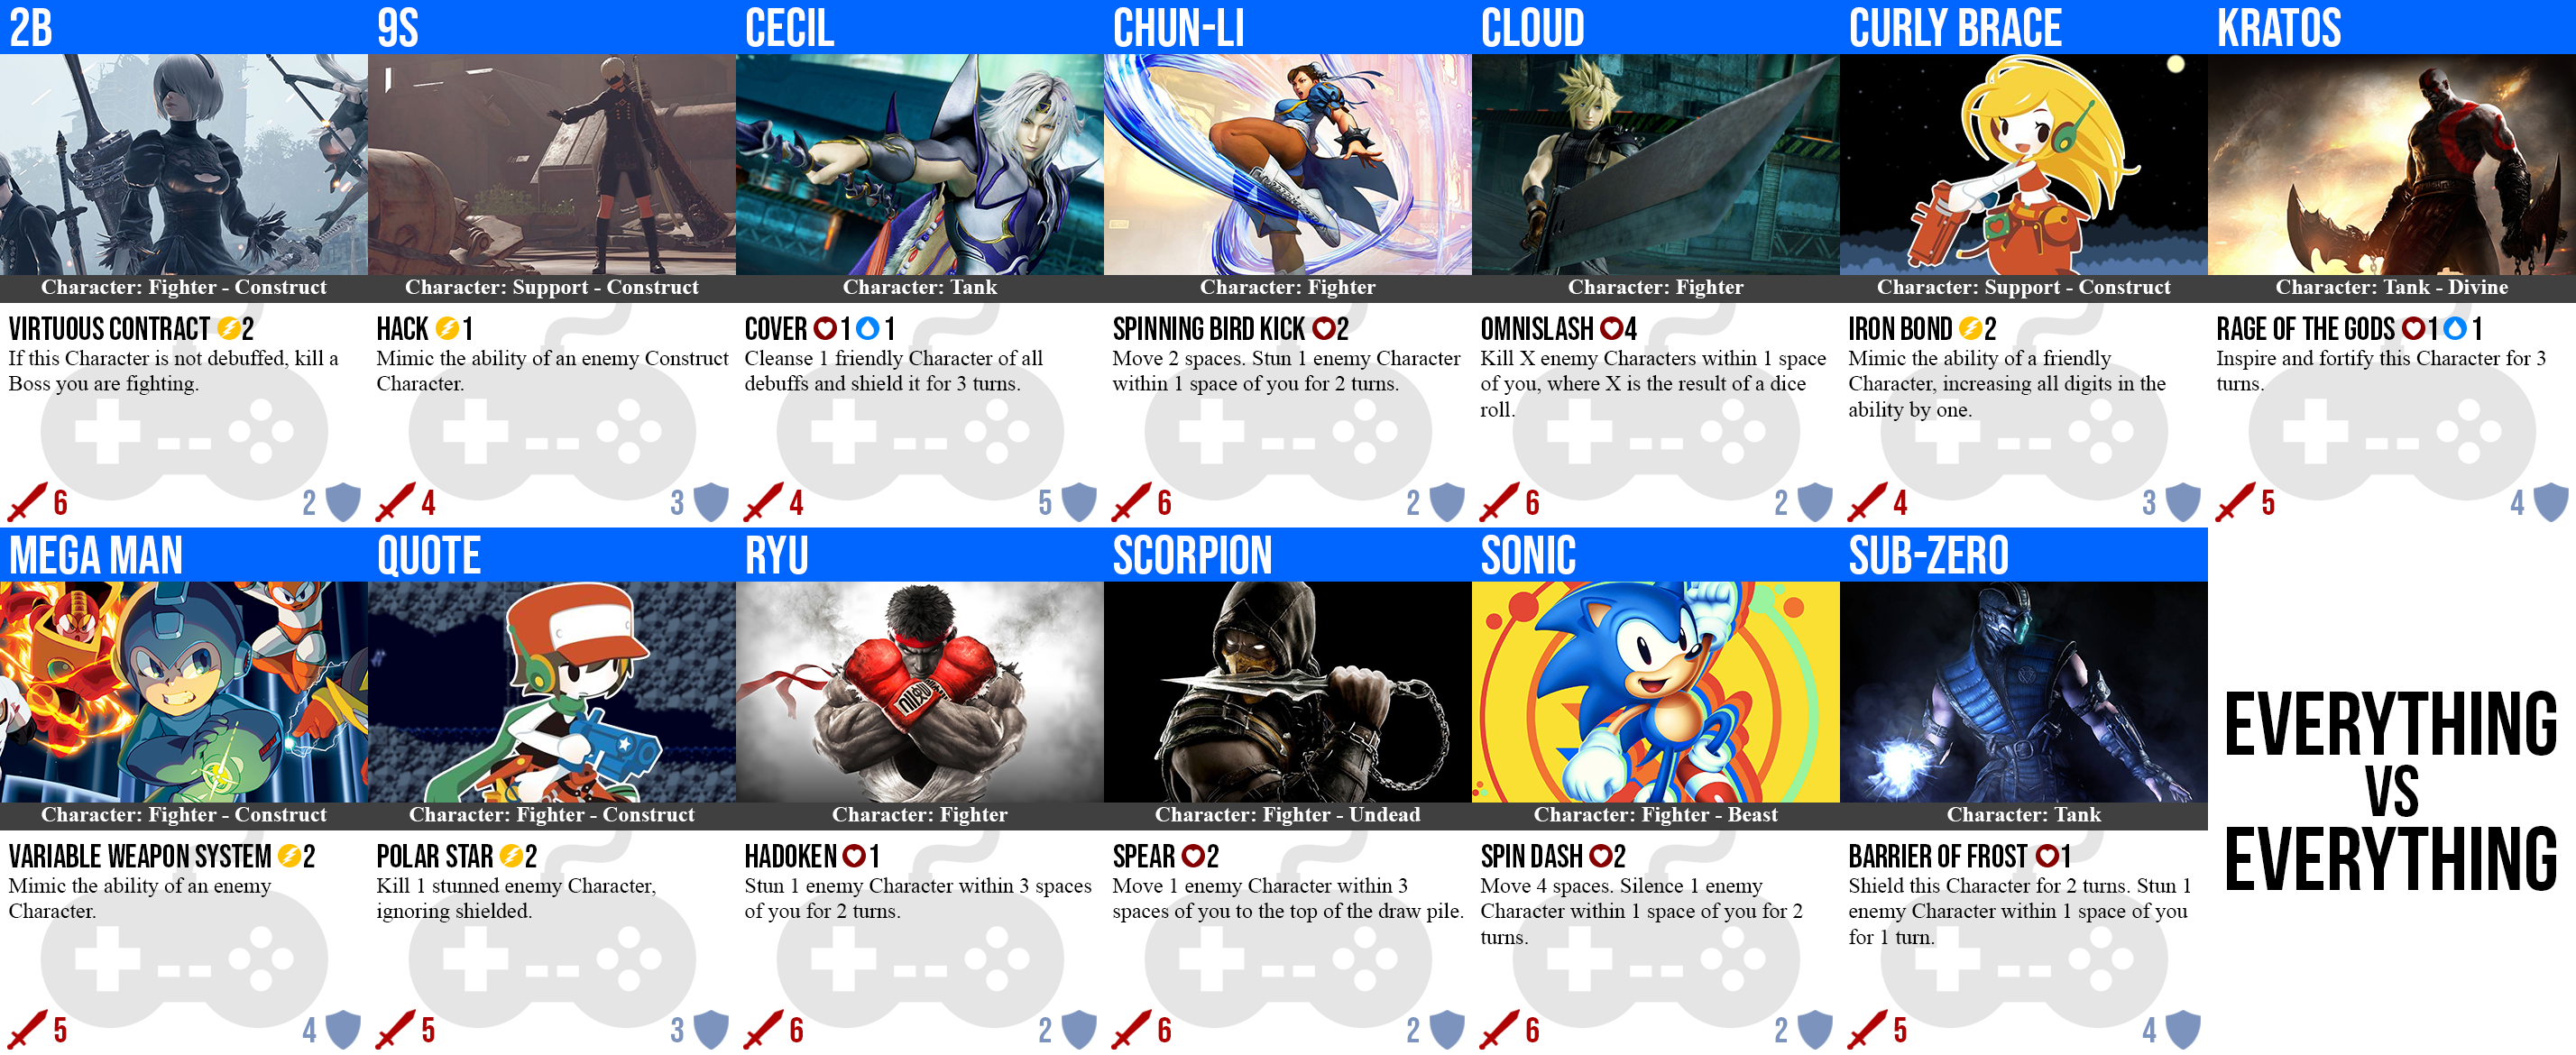 2B
Character: Fighter - Construct
VIRTUOUS CONTRACT 2
If this Character is not debuffed, kill a
Boss you are fighting.
6 2
9S
Character: Support - Construct
HACK 1
Mimic the ability of an enemy Construct
Character.
4 3
CECIL
Character: Tank
COVER 1 1
Cleanse 1 friendly Character of all
debuffs and shield it for 3 turns.
4 5
CHUN-LI
Character: Fighter
SPINNING BIRD KICK 2
Move 2 spaces. Stun 1 enemy Character
within 1 space of you for 2 turns.
6 2
CLOUD
Character: Fighter
OMNISLASH 4
Kill X enemy Characters within 1 space
of you, where X is the result of a dice
roll.
6 2
CURLY BRACE
Character: Support - Construct
IRON BOND 2
Mimic the ability of a friendly
Character, increasing all digits in the
ability by one.
4 3
KRATOS
Character: Tank - Divine
RAGE OF THE GODS 1 1
Inspire and fortify this Character for 3
turns.
5 4
MEGA MAN
Character: Fighter - Construct
VARIABLE WEAPON SYSTEM 2
Mimic the ability of an enemy
Character.
5 4
QUOTE
Character: Fighter - Construct
POLAR STAR 2
Kill 1 stunned enemy Character,
ignoring shielded.
5 3
RYU
Character: Fighter
HADOKEN 1
Stun 1 enemy Character within 3 spaces
of you for 2 turns.
6 2
SCORPION
Character: Fighter - Undead
SPEAR 2
Move 1 enemy Character within 3
spaces of you to the top of the draw pile.
6 2
SONIC
Character: Fighter - Beast
SPIN DASH 2
Move 4 spaces. Silence 1 enemy
Character within 1 space of you for 2
turns.
6 2
SUB-ZERO
Character: Tank
BARRIER OF FROST 1
Shield this Character for 2 turns. Stun 1
enemy Character within 1 space of you
for 1 turn.
5 4
EVERYTHING
VS
EVERYTHING